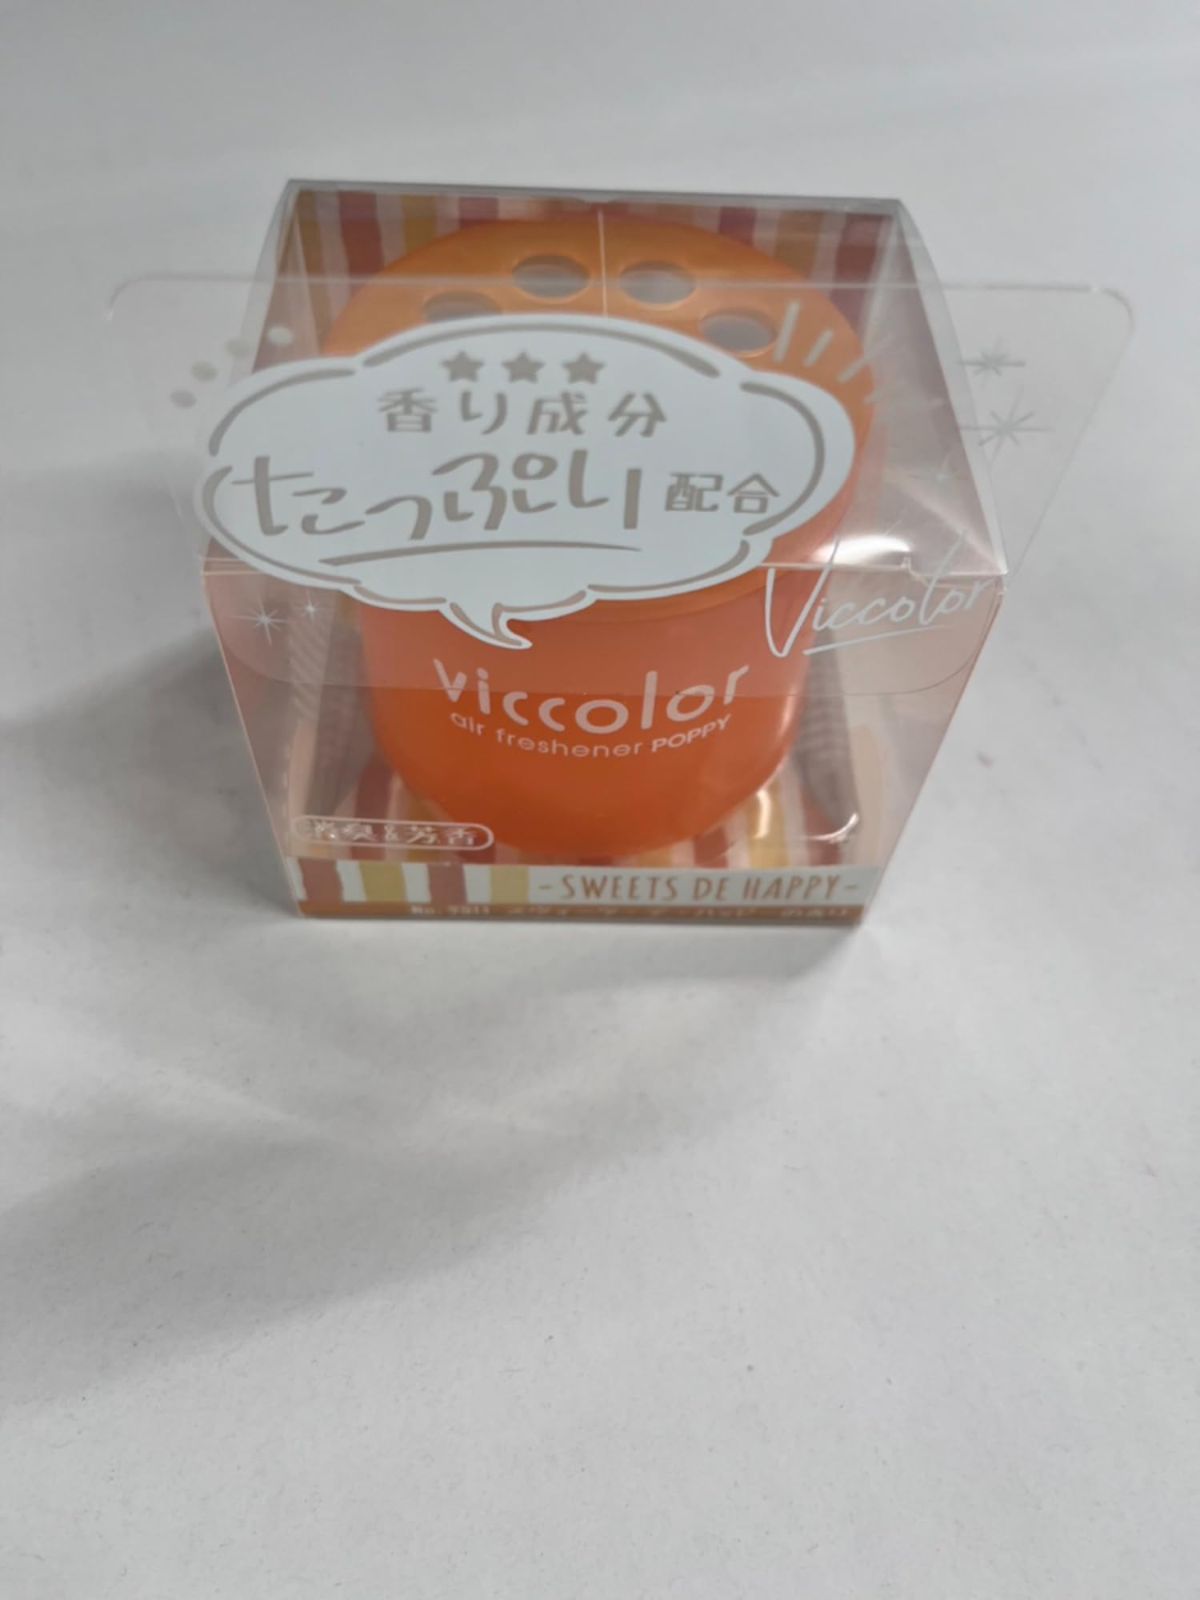 香り成分
たっぷり配合
Viccolor
viccolor
air freshener POPPY
消臭&芳香
-SWEETS DE HAPPY-